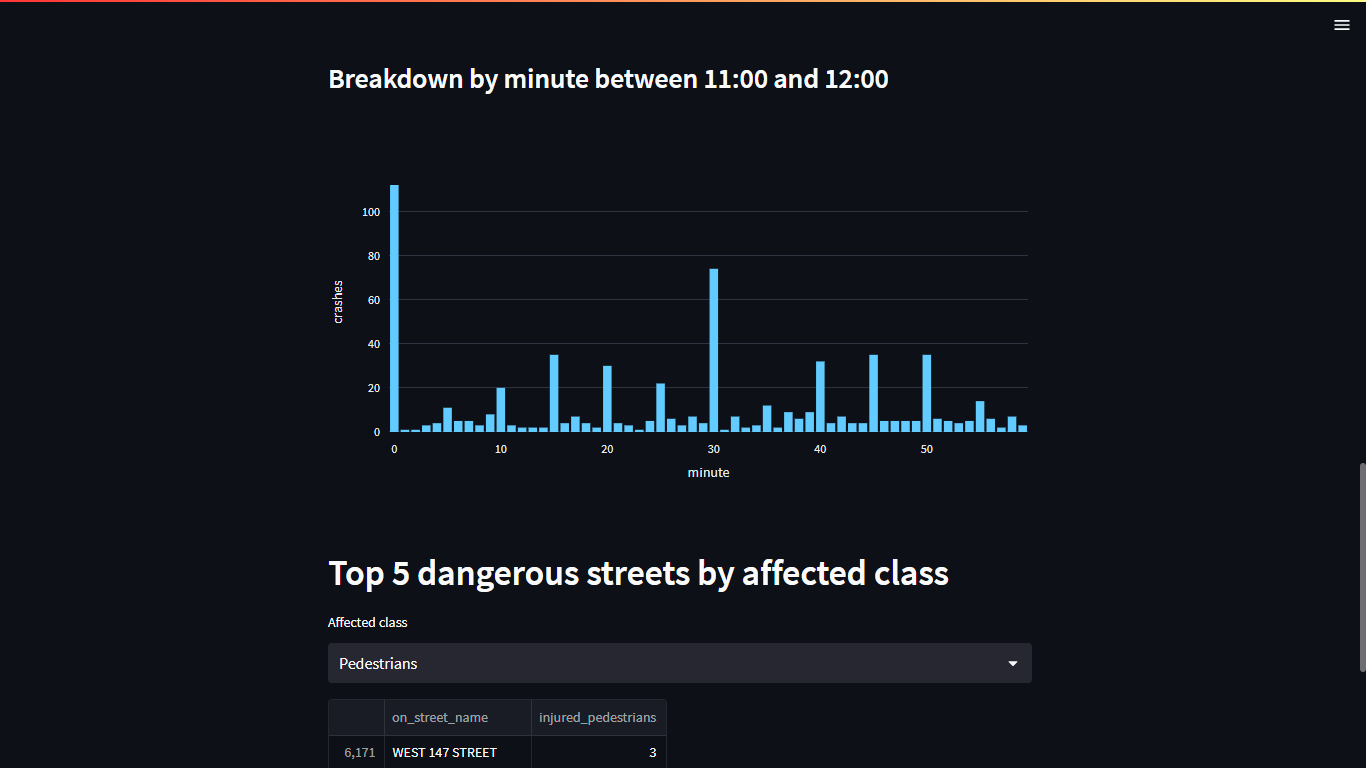 Breakdown by minute between 11:00 and 12:00
100
80
60
40
20
0
crashes
0 10 20 30 40 50
minute
Top 5 dangerous streets by affected class
Affected class
Pedestrians
on_street_name injured_pedestrians
6,171 WEST 147 STREET 3